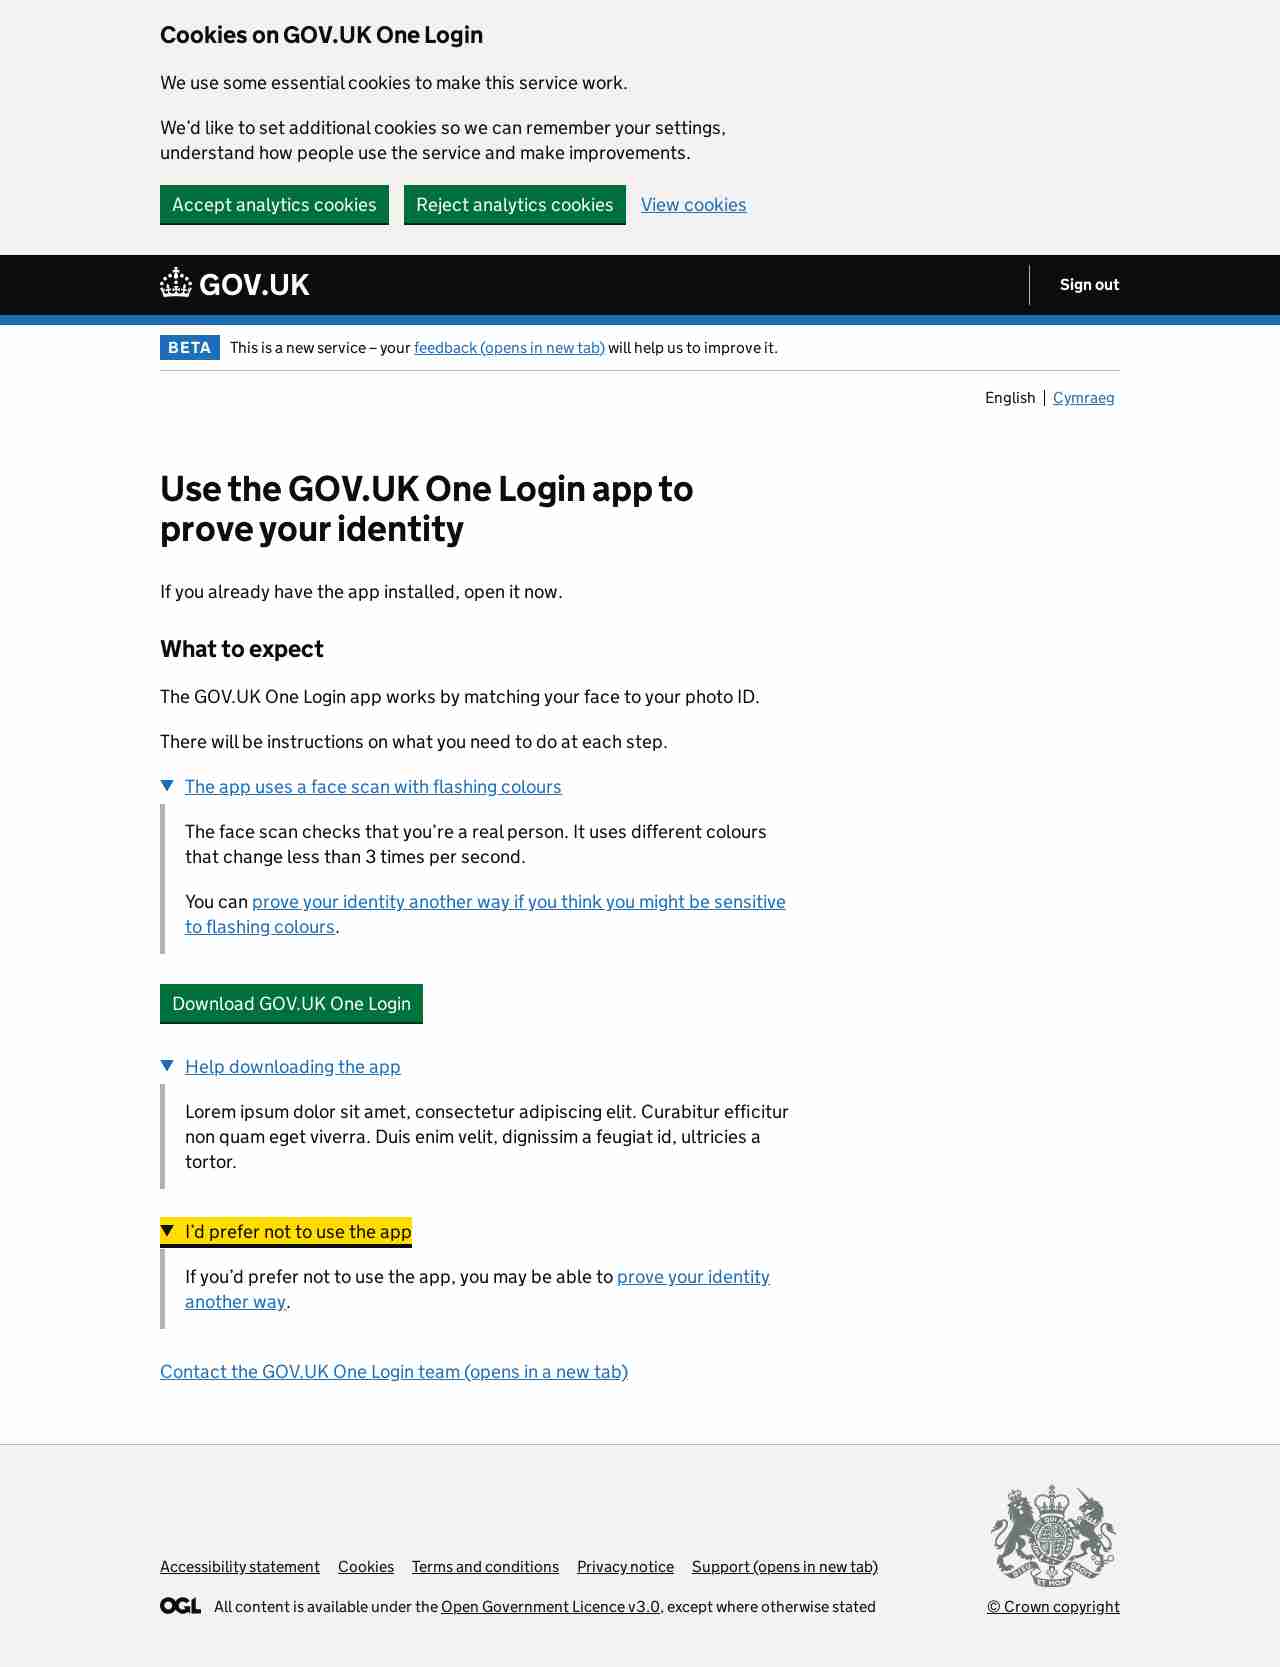 Cookies on GOV.UK One Login
We use some essential cookies to make this service work.
We’d like to set additional cookies so we can remember your settings,
understand how people use the service and make improvements.
Accept analytics cookies Reject analytics cookies View cookies
GOV.UK Sign out
BETA This is a new service – your feedback (opens in new tab) will help us to improve it.
English | Cymraeg
Use the GOV.UK One Login app to
prove your identity
If you already have the app installed, open it now.
What to expect
The GOV.UK One Login app works by matching your face to your photo ID.
There will be instructions on what you need to do at each step.
The app uses a face scan with flashing colours
The face scan checks that you’re a real person. It uses different colours
that change less than 3 times per second.
You can prove your identity another way if you think you might be sensitive
to flashing colours.
Download GOV.UK One Login
Help downloading the app
Lorem ipsum dolor sit amet, consectetur adipiscing elit. Curabitur efficitur
non quam eget viverra. Duis enim velit, dignissim a feugiat id, ultricies a
tortor.
I’d prefer not to use the app
If you’d prefer not to use the app, you may be able to prove your identity
another way.
Contact the GOV.UK One Login team (opens in a new tab)
Accessibility statement Cookies Terms and conditions Privacy notice Support (opens in new tab)
OGL All content is available under the Open Government Licence v3.0, except where otherwise stated
© Crown copyright